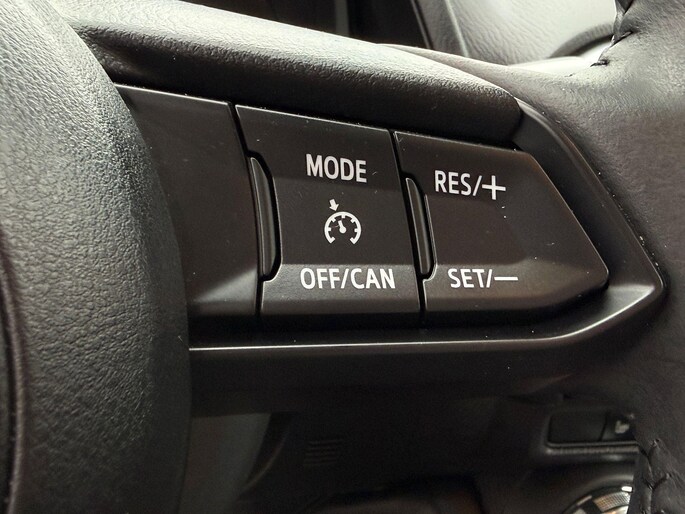 MODE
RES/+
OFF/CAN
SET/—